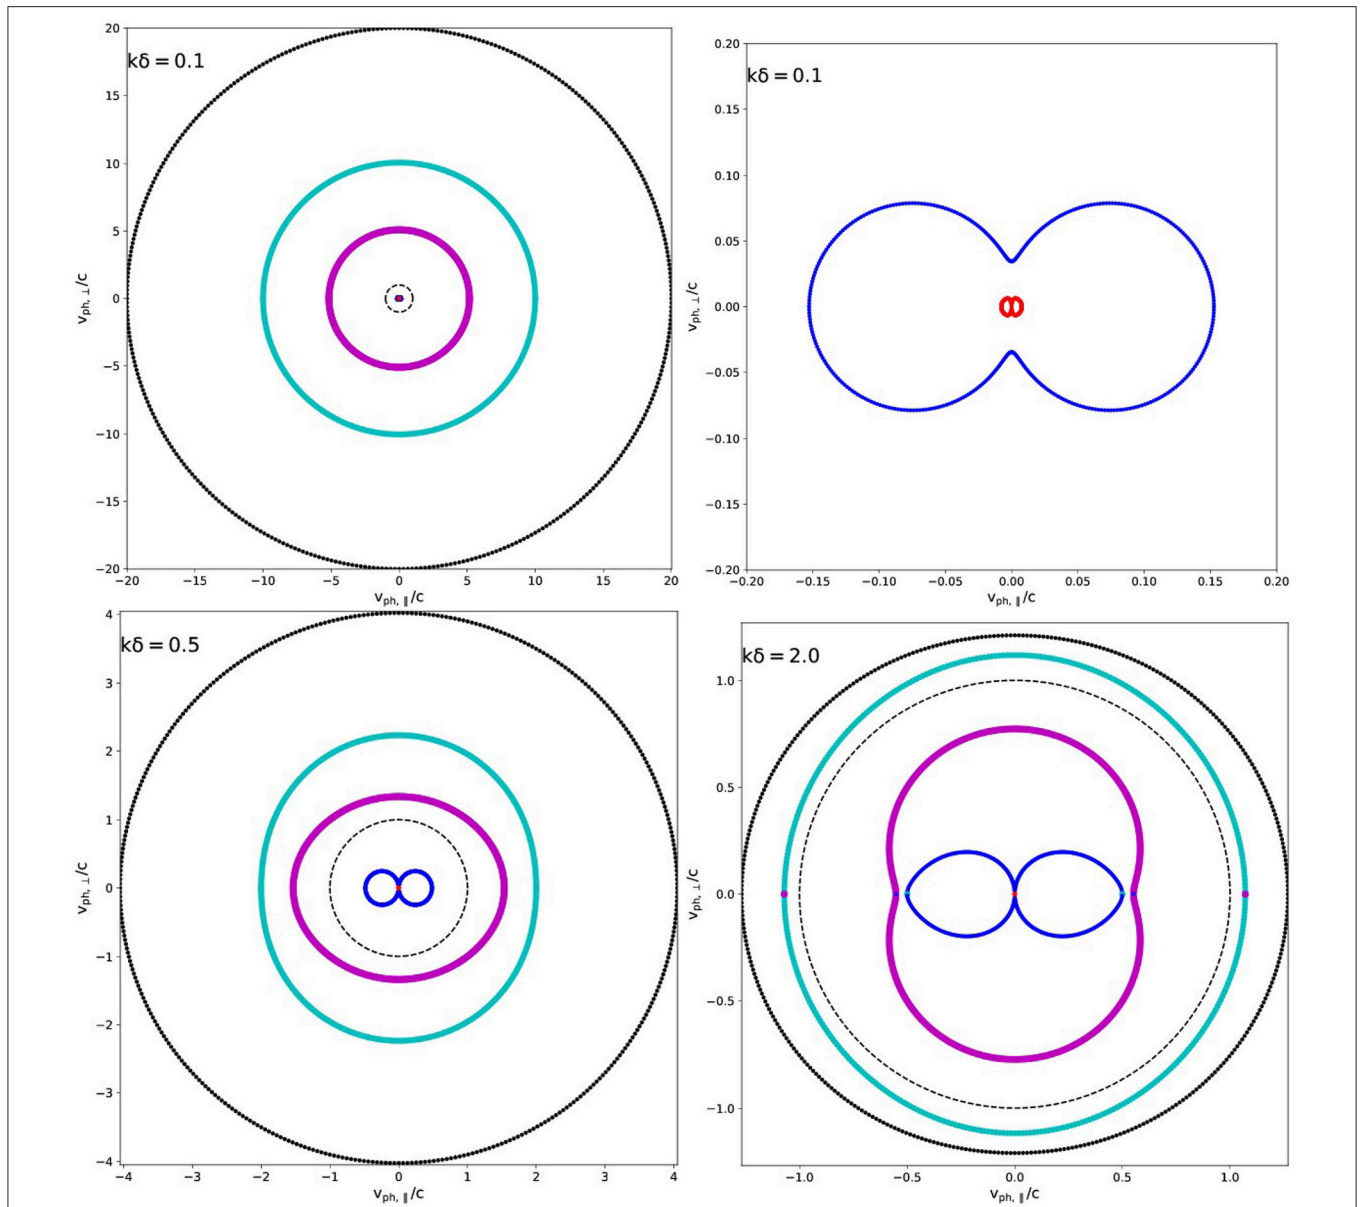 kδ = 0.1
20
15
10
5
0
−5
−10
−15
−20
v_ph, ⊥/c
−20 −15 −10 −5 0 5 10 15 20
v_ph, ∥/c
kδ = 0.1
0.20
0.15
0.10
0.05
0.00
−0.05
−0.10
−0.15
−0.20
v_ph, ⊥/c
−0.20 −0.15 −0.10 −0.05 0.00 0.05 0.10 0.15 0.20
v_ph, ∥/c
kδ = 0.5
4
3
2
1
0
−1
−2
−3
−4
v_ph, ⊥/c
−4 −3 −2 −1 0 1 2 3 4
v_ph, ∥/c
kδ = 2.0
1.0
0.5
0.0
−0.5
−1.0
v_ph, ⊥/c
−1.0 −0.5 0.0 0.5 1.0
v_ph, ∥/c